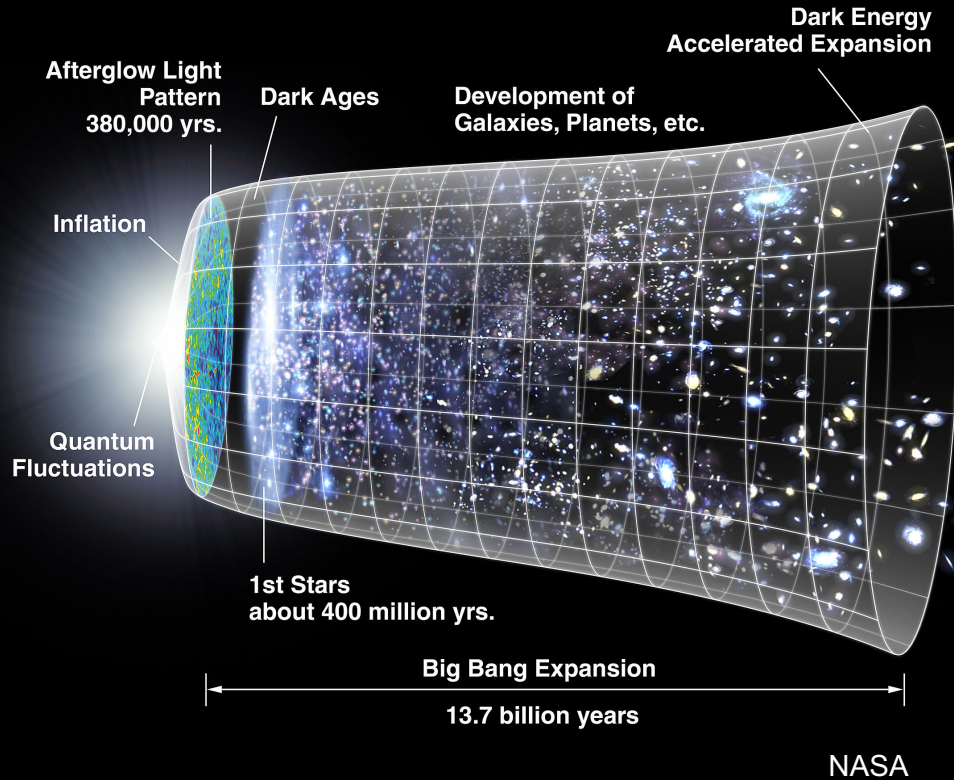 Dark Energy
Accelerated Expansion
Afterglow Light
Pattern
380,000 yrs.
Dark Ages
Development of
Galaxies, Planets, etc.
Inflation
Quantum
Fluctuations
1st Stars
about 400 million yrs.
Big Bang Expansion
13.7 billion years
NASA